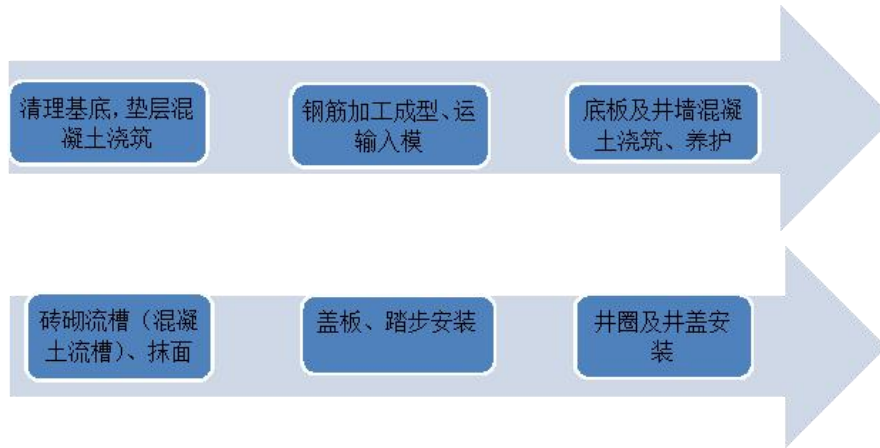 清理基底，垫层混
凝土浇筑
钢筋加工成型、运
输入模
底板及井墙混凝
土浇筑、养护
砖砌流槽（混凝
土流槽）、抹面
盖板、踏步安装
井圈及井盖安
装